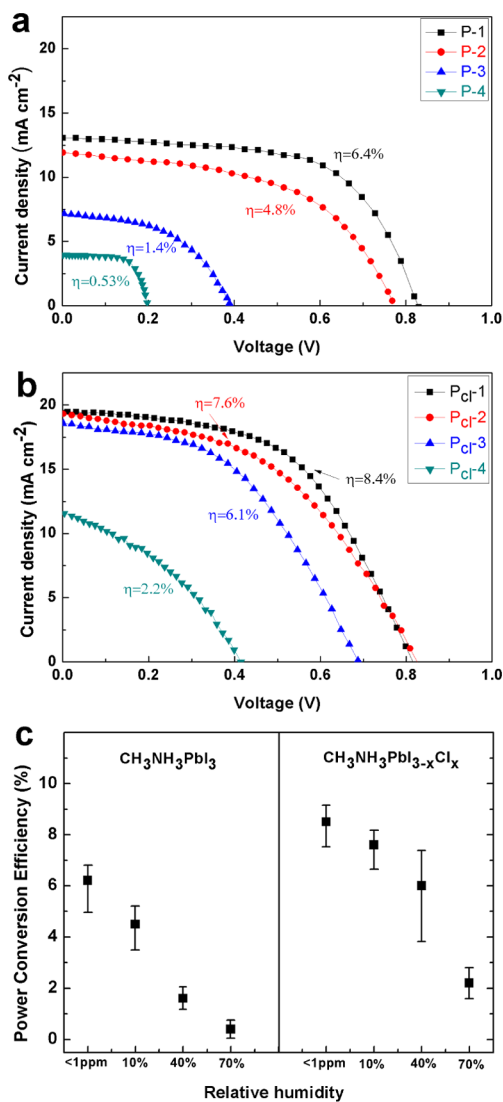 a
P-1
P-2
P-3
P-4
Current density (mA cm⁻²)
25
20
15
10
5
0
η=6.4%
η=4.8%
η=1.4%
η=0.53%
0.0 0.2 0.4 0.6 0.8 1.0
Voltage (V)
b
Pcl-1
Pcl-2
Pcl-3
Pcl-4
Current density (mA cm⁻²)
20
15
10
5
0
η=7.6%
η=8.4%
η=6.1%
η=2.2%
0.0 0.2 0.4 0.6 0.8 1.0
Voltage (V)
c
CH₃NH₃PbI₃ CH₃NH₃PbI₃₋ₓClₓ
Power Conversion Efficiency (%)
10
8
6
4
2
0
<1ppm 10% 40% 70% <1ppm 10% 40% 70%
Relative humidity